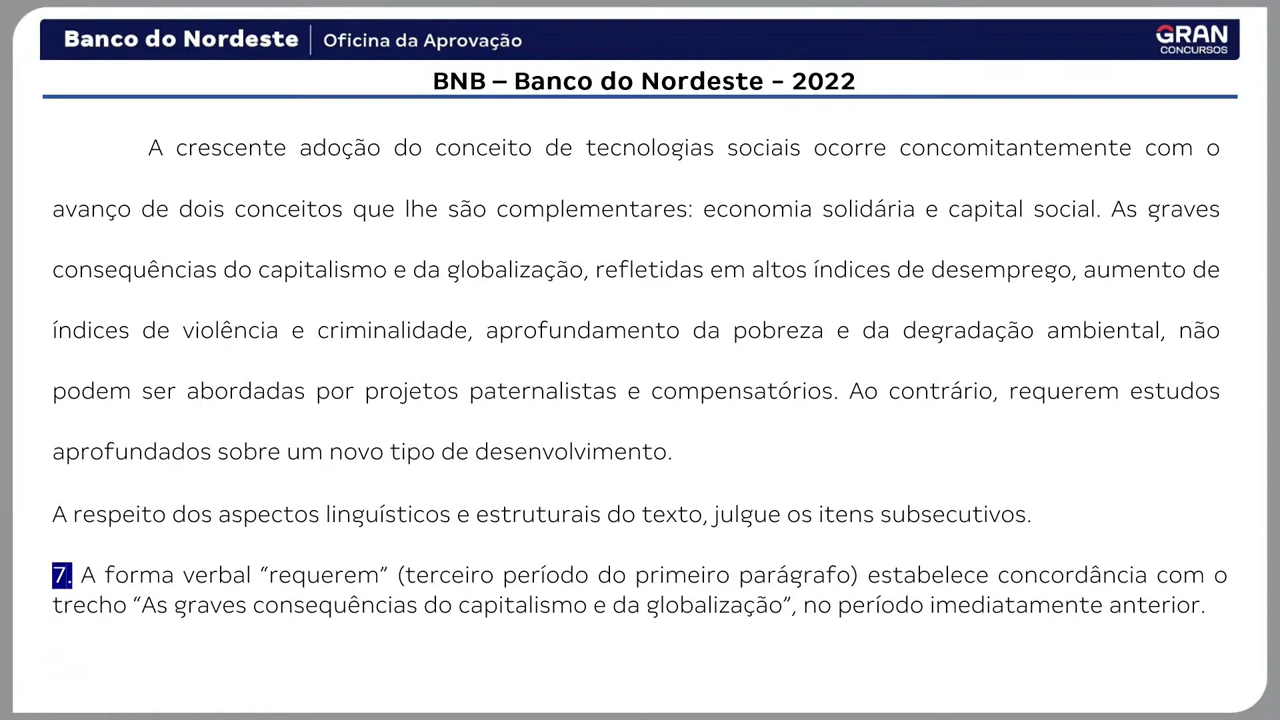 Banco do Nordeste | Oficina da Aprovação
GRAN
CONCURSOS
BNB – Banco do Nordeste – 2022
A crescente adoção do conceito de tecnologias sociais ocorre concomitantemente com o
avanço de dois conceitos que lhe são complementares: economia solidária e capital social. As graves
consequências do capitalismo e da globalização, refletidas em altos índices de desemprego, aumento de
índices de violência e criminalidade, aprofundamento da pobreza e da degradação ambiental, não
podem ser abordadas por projetos paternalistas e compensatórios. Ao contrário, requerem estudos
aprofundados sobre um novo tipo de desenvolvimento.
A respeito dos aspectos linguísticos e estruturais do texto, julgue os itens subsecutivos.
7. A forma verbal “requerem” (terceiro período do primeiro parágrafo) estabelece concordância com o
trecho “As graves consequências do capitalismo e da globalização”, no período imediatamente anterior.